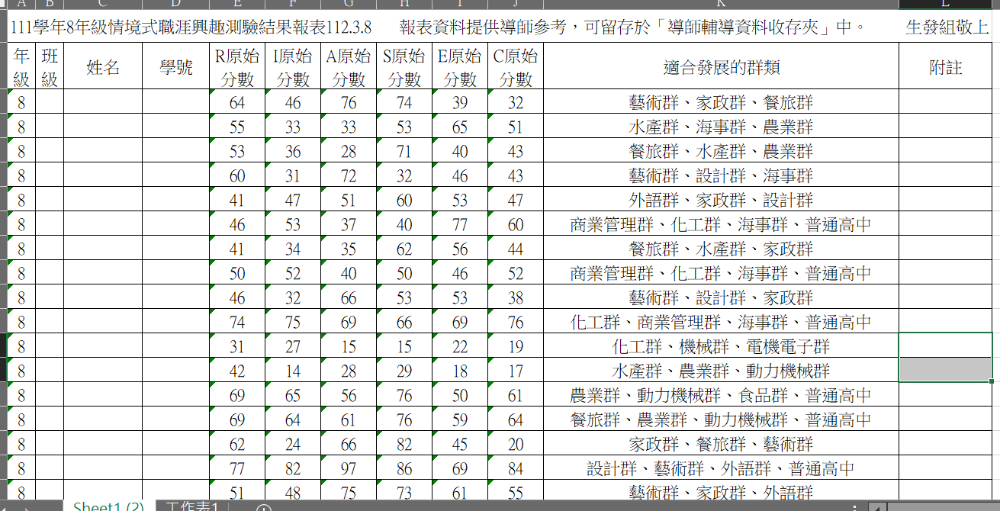 A B C D E F G H I J K L
111學年8年級情境式職涯興趣測驗結果報表112.3.8 報表資料提供導師參考，可留存於「導師輔導資料收存夾」中。 生發組敬上
年級 班級 姓名 學號 R原始分數 I原始分數 A原始分數 S原始分數 E原始分數 C原始分數 適合發展的群類 附註
8 64 46 76 74 39 32 藝術群、家政群、餐旅群
8 55 33 33 53 65 51 水產群、海事群、農業群
8 53 36 28 71 40 43 餐旅群、水產群、農業群
8 60 31 72 32 46 43 藝術群、設計群、海事群
8 41 47 51 60 53 47 外語群、家政群、設計群
8 46 53 37 40 77 60 商業管理群、化工群、海事群、普通高中
8 41 34 35 62 56 44 餐旅群、水產群、家政群
8 50 52 40 50 46 52 商業管理群、化工群、海事群、普通高中
8 46 32 66 53 53 38 藝術群、設計群、家政群
8 74 75 69 66 69 76 化工群、商業管理群、海事群、普通高中
8 31 27 15 15 22 19 化工群、機械群、電機電子群
8 42 14 28 29 18 17 水產群、農業群、動力機械群
8 69 65 56 76 50 61 農業群、動力機械群、食品群、普通高中
8 69 64 61 76 59 64 餐旅群、農業群、動力機械群、普通高中
8 62 24 66 82 45 20 家政群、餐旅群、藝術群
8 77 82 97 86 69 84 設計群、藝術群、外語群、普通高中
8 51 48 75 73 61 55 藝術群、家政群、外語群
Sheet1 (2) 工作表1